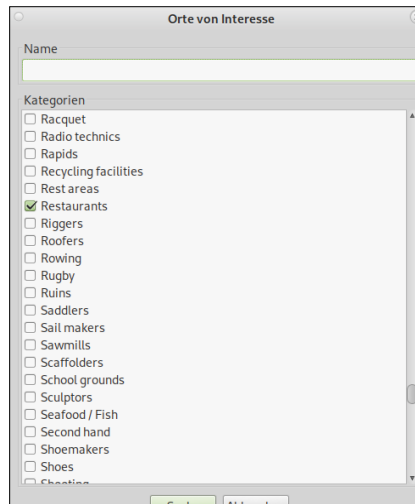 Orte von Interesse
Name
Kategorien
Racquet
Radio technics
Rapids
Recycling facilities
Rest areas
Restaurants
Riggers
Roofers
Rowing
Rugby
Ruins
Saddlers
Sail makers
Sawmills
Scaffolders
School grounds
Sculptors
Seafood / Fish
Second hand
Shoemakers
Shoes